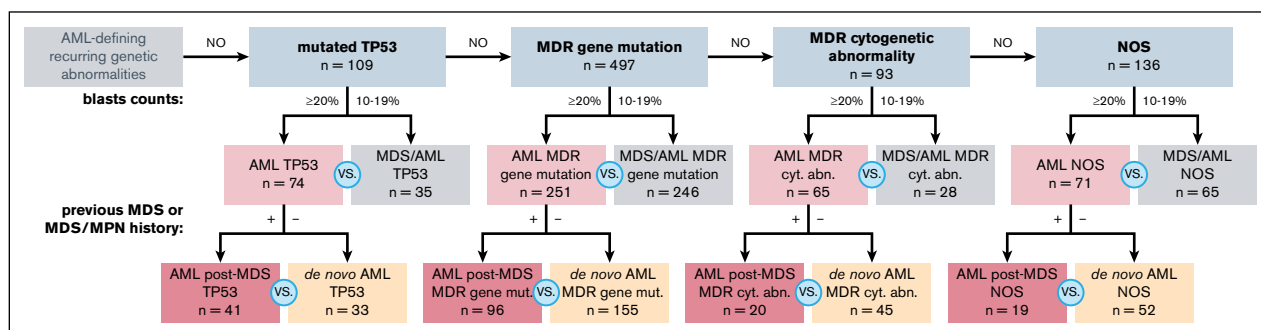 AML-defining
recurring genetic
abnormalities
NO
mutated TP53
n = 109
NO
MDR gene mutation
n = 497
NO
MDR cytogenetic
abnormality
n = 93
NO
NOS
n = 136
blasts counts:
≥20%
10-19%
≥20%
10-19%
≥20%
10-19%
≥20%
10-19%
AML TP53
n = 74
VS.
MDS/AML
TP53
n = 35
AML MDR
gene mutation
n = 251
VS.
MDS/AML MDR
gene mutation
n = 246
AML MDR
cyt. abn.
n = 65
VS.
MDS/AML MDR
cyt. abn.
n = 28
AML NOS
n = 71
VS.
MDS/AML
NOS
n = 65
previous MDS or
MDS/MPN history:
+ –
+ –
+ –
+ –
AML post-MDS
TP53
n = 41
VS.
de novo AML
TP53
n = 33
AML post-MDS
MDR gene mut.
n = 96
VS.
de novo AML
MDR gene mut.
n = 155
AML post-MDS
MDR cyt. abn.
n = 20
VS.
de novo AML
MDR cyt. abn.
n = 45
AML post-MDS
NOS
n = 19
VS.
de novo AML
NOS
n = 52